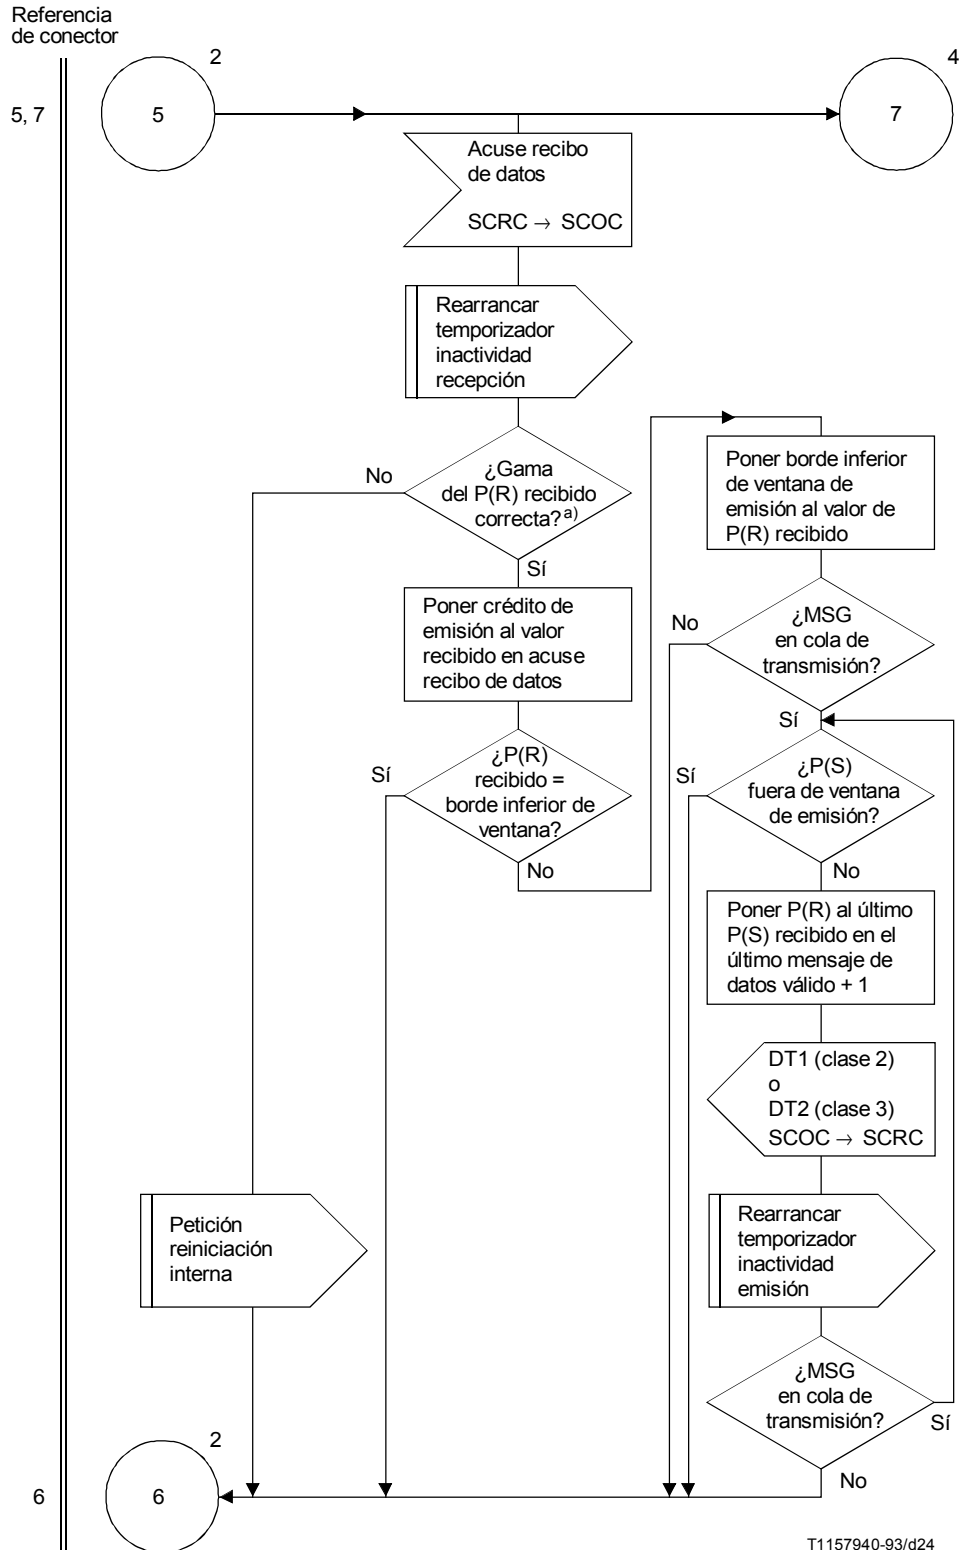 Referencia
de conector
2
4
5, 7
5
7
Acuse recibo
de datos
SCRC → SCOC
Rearrancar
temporizador
inactividad
recepción
No
¿Gama
del P(R) recibido
correcta? a)
Sí
Poner crédito de
emisión al valor
recibido en acuse
recibo de datos
Sí
¿P(R)
recibido =
borde inferior de
ventana?
No
Poner borde inferior
de ventana de
emisión al valor de
P(R) recibido
No
¿MSG
en cola de
transmisión?
Sí
Sí
¿P(S)
fuera de ventana
de emisión?
No
Poner P(R) al último
P(S) recibido en el
último mensaje de
datos válido + 1
DT1 (clase 2)
o
DT2 (clase 3)
SCOC → SCRC
Petición
reiniciación
interna
Rearrancar
temporizador
inactividad
emisión
¿MSG
en cola de
transmisión?
Sí
No
2
6
6
T1157940-93/d24